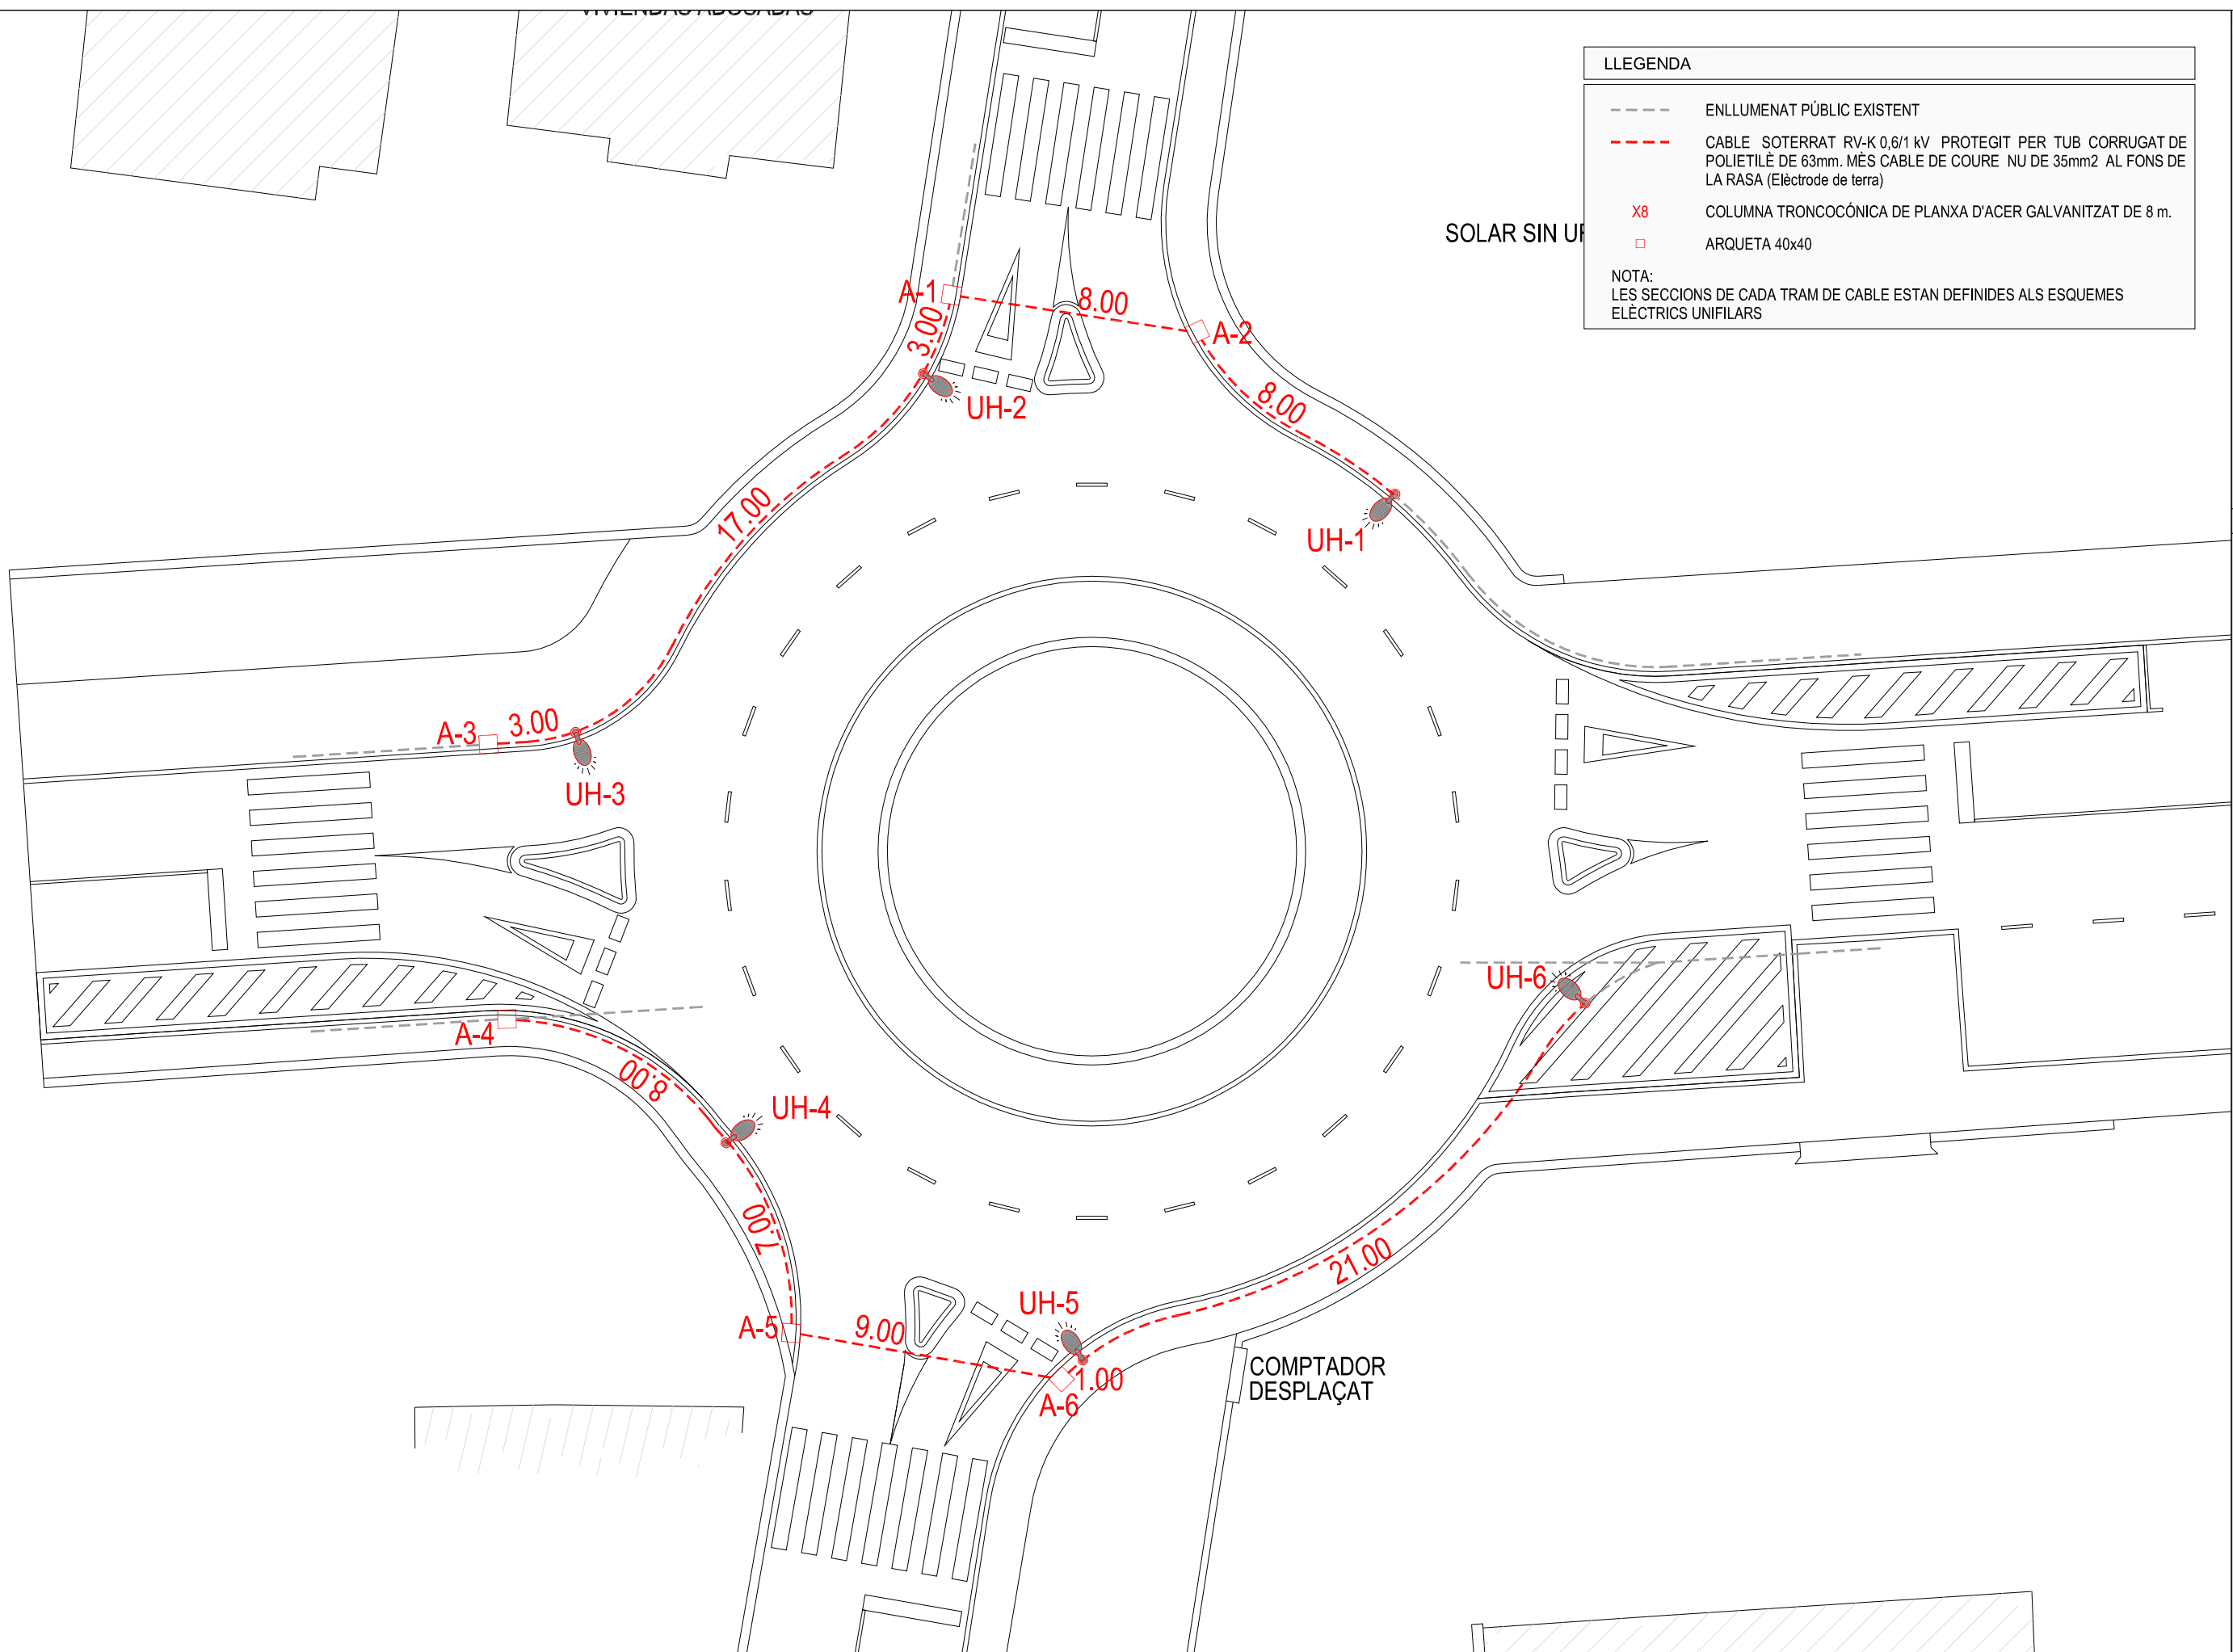 VIVIENDAS ADOSADAS
LLEGENDA
ENLLUMENAT PÚBLIC EXISTENT
CABLE SOTERRAT RV-K 0,6/1 kV PROTEGIT PER TUB CORRUGAT DE
POLIETILÈ DE 63mm. MÈS CABLE DE COURE NU DE 35mm2 AL FONS DE
LA RASA (Elèctrode de terra)
X8 COLUMNA TRONCOCÓNICA DE PLANXA D'ACER GALVANITZAT DE 8 m.
ARQUETA 40x40
NOTA:
LES SECCIONS DE CADA TRAM DE CABLE ESTAN DEFINIDES ALS ESQUEMES
ELÈCTRICS UNIFILARS
SOLAR SIN
A-1
8.00
A-2
3.00
UH-2
8.00
17.00
UH-1
A-3
3.00
UH-3
UH-6
A-4
8.00
UH-4
7.00
21.00
UH-5
A-5
9.00
1.00
A-6
COMPTADOR
DESPLAÇAT